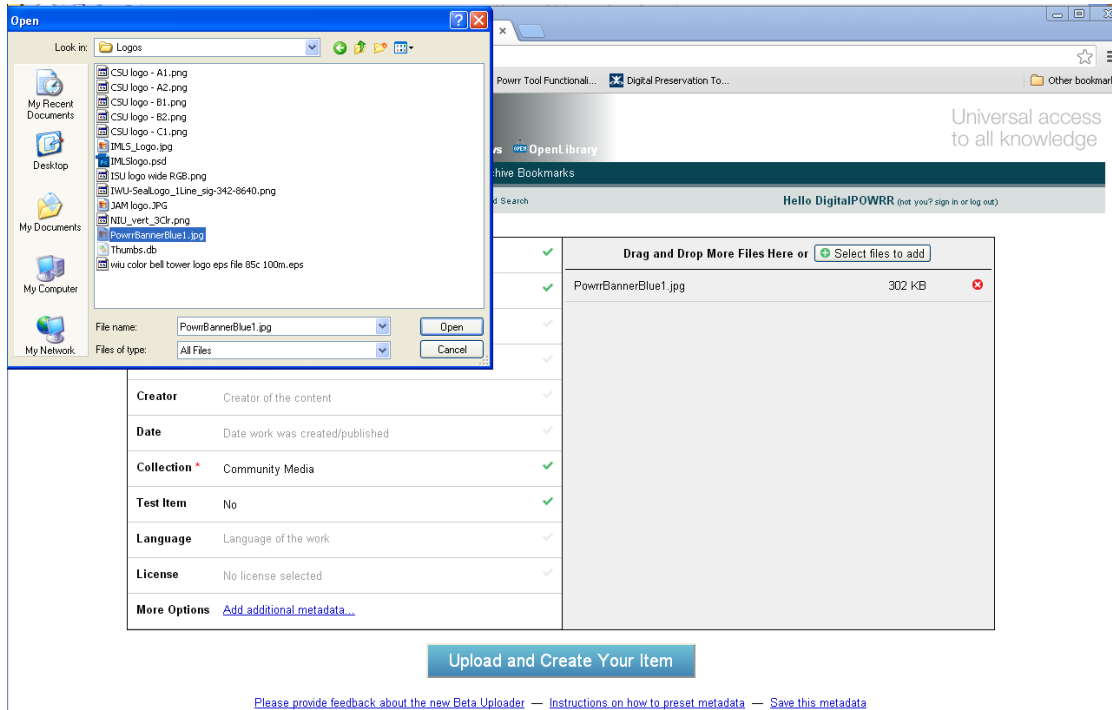 Open
Look in: Logos
My Recent Documents
Desktop
My Documents
My Computer
My Network
CSU logo - A1.png
CSU logo - A2.png
CSU logo - B1.png
CSU logo - B2.png
CSU logo - C1.png
IMLS_Logo.jpg
IMLSlogo.psd
ISU logo wide RGB.png
IWU-SealLogo_1Line_sig-342-8640.png
JAM logo.JPG
NIU_vert_3Clr.png
PowrrBannerBlue1.jpg
Thumbs.db
wiu color bell tower logo eps file 85c 100m.eps
File name: PowrrBannerBlue1.jpg Open
Files of type: All Files Cancel
Powrr Tool Functionali... Digital Preservation To... Other bookmar
Universal access
to all knowledge
OPEN OpenLibrary
hive Bookmarks
d Search Hello DigitalPOWRR (not you? sign in or log out)
Drag and Drop More Files Here or Select files to add
PowrrBannerBlue1.jpg 302 KB
Creator Creator of the content
Date Date work was created/published
Collection * Community Media
Test Item No
Language Language of the work
License No license selected
More Options Add additional metadata...
Upload and Create Your Item
Please provide feedback about the new Beta Uploader — Instructions on how to preset metadata — Save this metadata